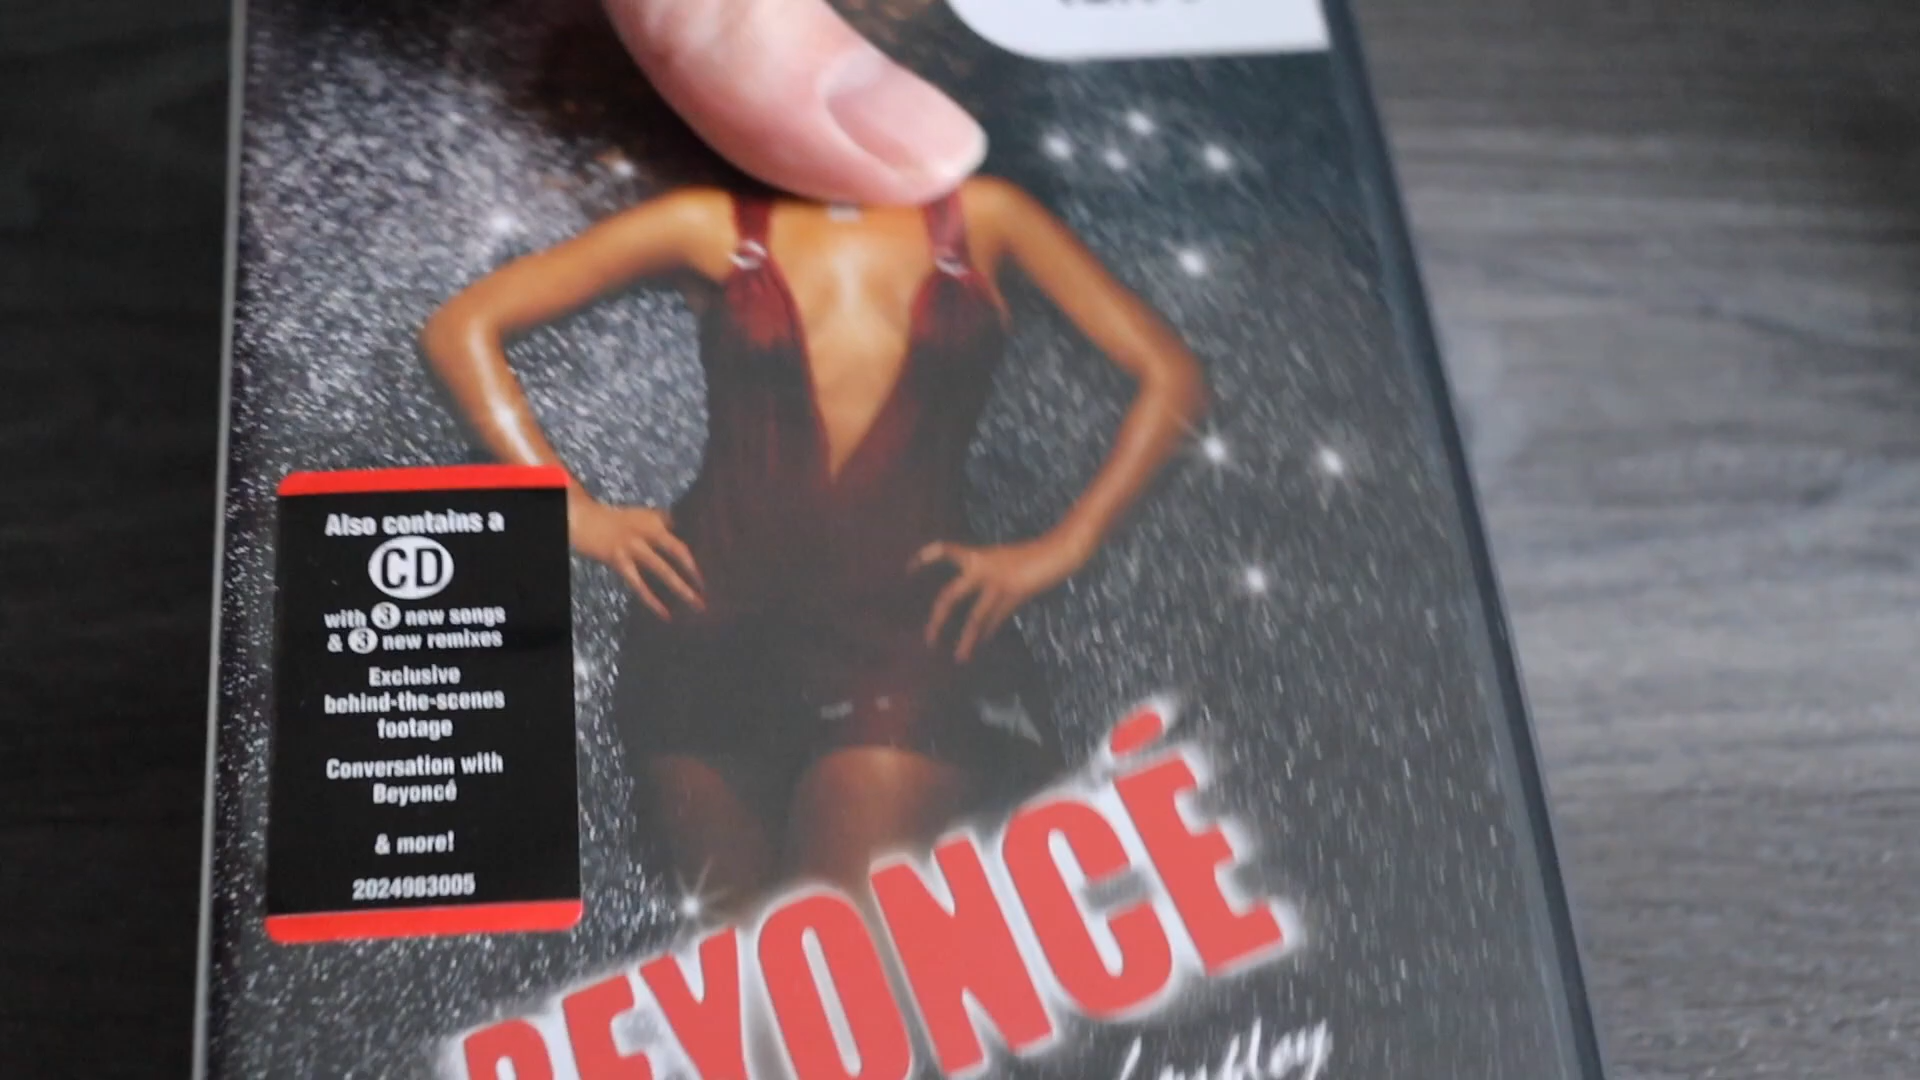 Also contains a
CD
with 3 new songs
& 3 new remixes
Exclusive
behind-the-scenes
footage
Conversation with
Beyoncé
& more!
2024983005
BEYONCÉ